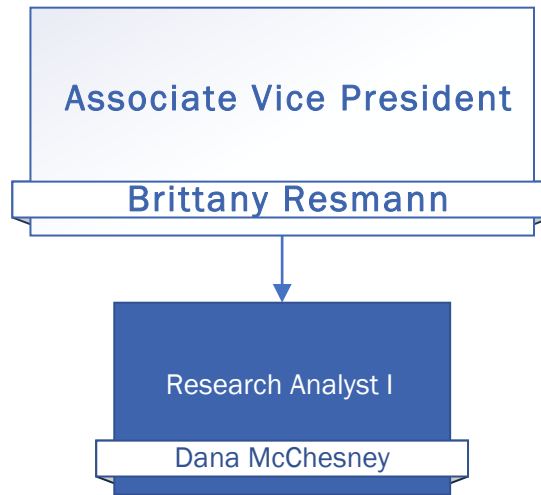 Associate Vice President
Brittany Resmann
Research Analyst I
Dana McChesney